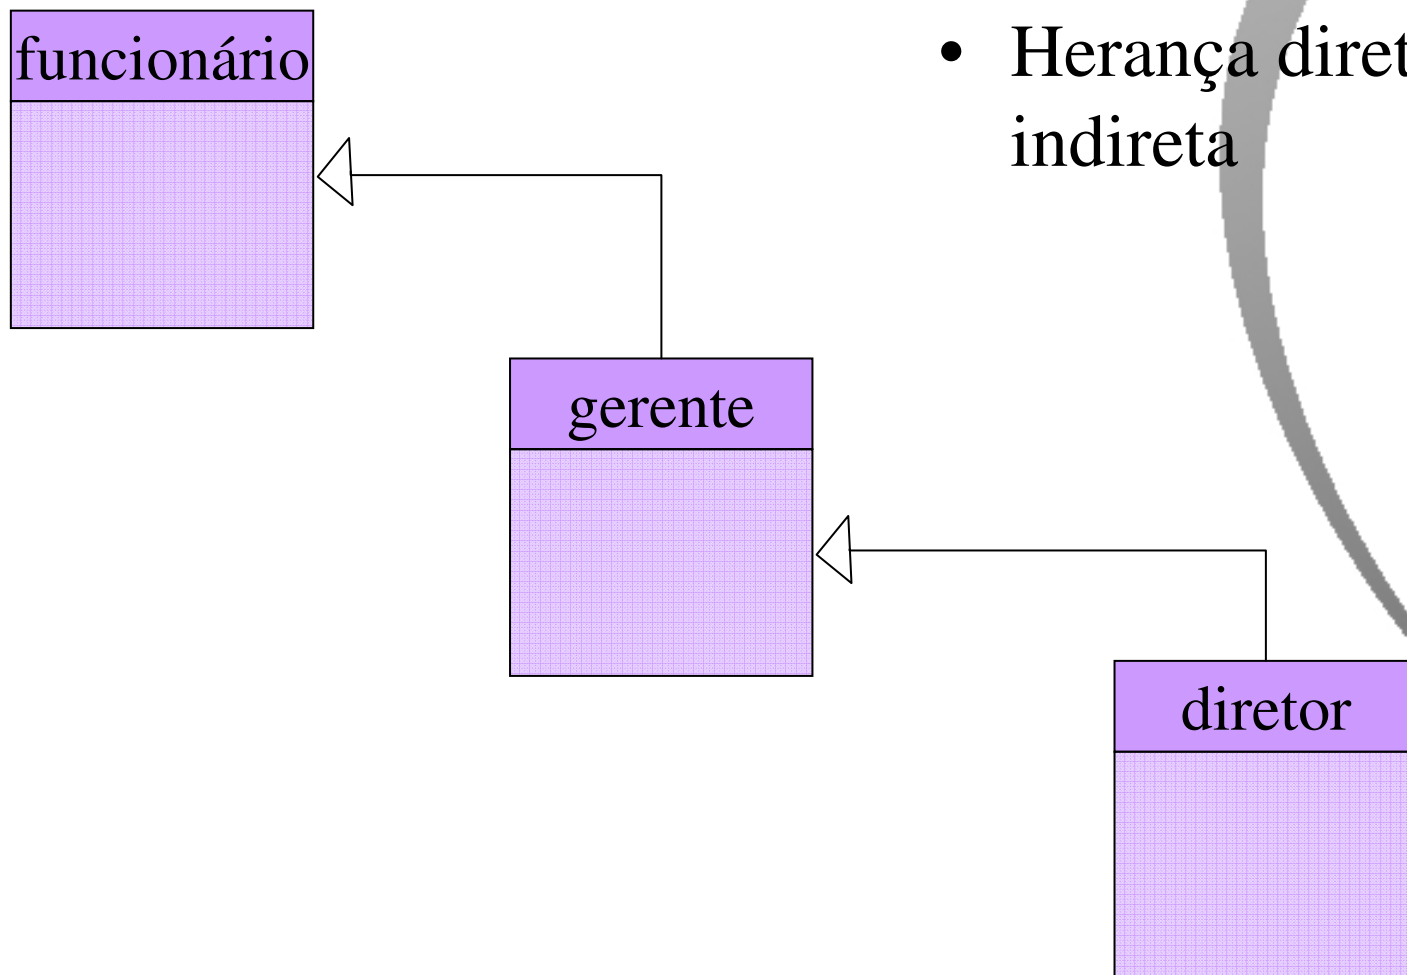 funcionário
• Herança diret
indireta
gerente
diretor